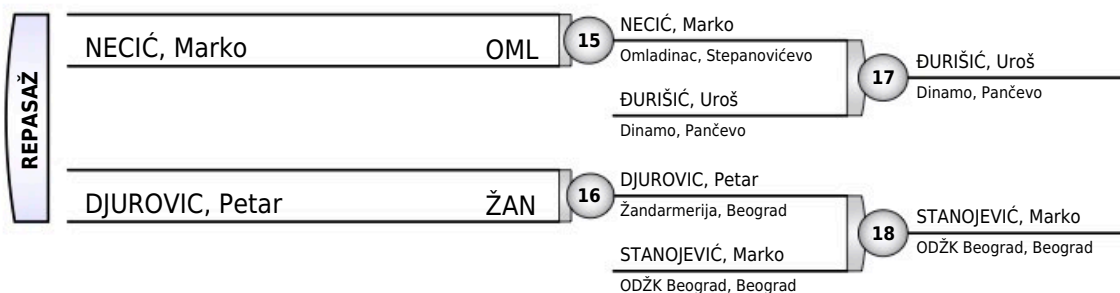 REPASAŽ
NECIĆ, Marko OML
15
NECIĆ, Marko
Omladinac, Stepanovićevo
ĐURIŠIĆ, Uroš
Dinamo, Pančevo
17
ĐURIŠIĆ, Uroš
Dinamo, Pančevo
DJUROVIC, Petar ŽAN
16
DJUROVIC, Petar
Žandarmerija, Beograd
STANOJEVIĆ, Marko
ODŽK Beograd, Beograd
18
STANOJEVIĆ, Marko
ODŽK Beograd, Beograd